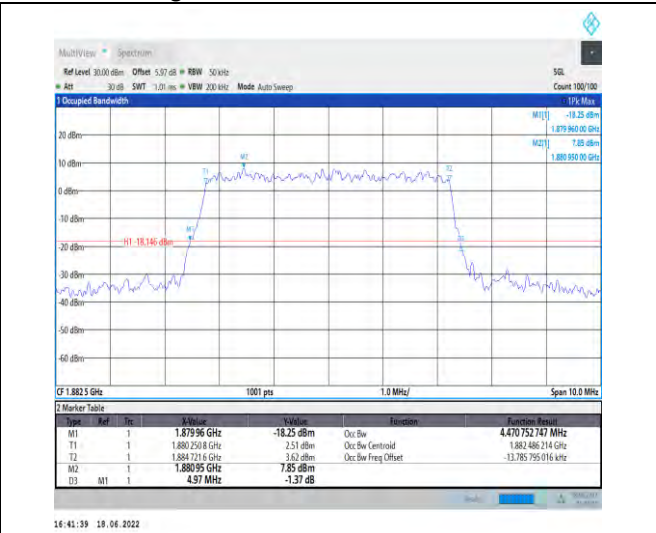 MultiView Spectrum
Ref Level 30.00 dBm Offset 5.97 dB RBW 50 kHz SGL
Att 30 dB SWT 1.01 ms VBW 200 kHz Mode Auto Sweep Count 100/100
1 Occupied Bandwidth 1Pk Max
M1[1] -18.25 dBm
1.879 960 00 GHz
M2[1] 7.85 dBm
1.880 950 00 GHz
20 dBm
M2
T1 T2
10 dBm
0 dBm
-10 dBm
M1
H1 -18.146 dBm
D3
-20 dBm
-30 dBm
-40 dBm
-50 dBm
-60 dBm
CF 1.882 5 GHz 1001 pts 1.0 MHz/ Span 10.0 MHz
2 Marker Table
Type Ref Trc X-Value Y-Value Function Function Result
M1 1 1.879 96 GHz -18.25 dBm Occ Bw 4.470 752 747 MHz
T1 1 1.880 250 8 GHz 2.51 dBm Occ Bw Centroid 1.882 486 214 GHz
T2 1 1.884 721 6 GHz 3.62 dBm Occ Bw Freq Offset -13.785 795 016 kHz
M2 1 1.880 95 GHz 7.85 dBm
D3 M1 1 4.97 MHz -1.37 dB
16:41:39 18.06.2022